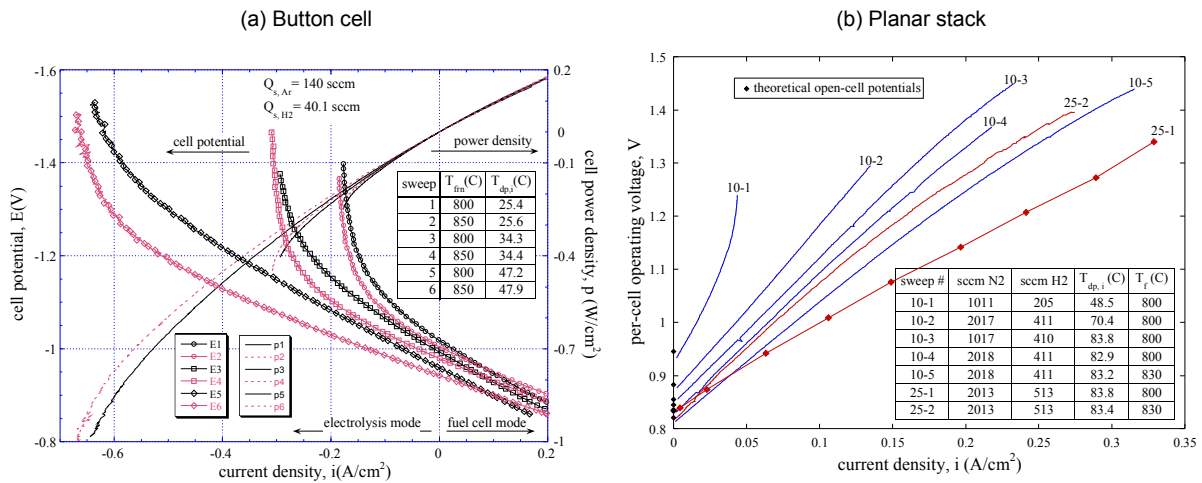 (a) Button cell
(b) Planar stack
-1.6
-1.4
-1.2
-1
-0.8
cell potential, E(V)
-0.6
-0.4
-0.2
0
0.2
current density, i(A/cm²)
0.2
0
-0.1
-0.4
-0.7
-1
cell power density, p (W/cm²)
Qs, Ar = 140 sccm
Qs, H2 = 40.1 sccm
cell potential
power density
sweep Tfrn(C) Tdp,i(C)
1 800 25.4
2 850 25.6
3 800 34.3
4 850 34.4
5 800 47.2
6 850 47.9
E1
E2
E3
E4
E5
E6
p1
p2
p3
p4
p5
p6
electrolysis mode
fuel cell mode
1.5
1.4
1.3
1.2
1.1
1.0
0.9
0.8
per-cell operating voltage, V
0
0.05
0.1
0.15
0.2
0.25
0.3
0.35
current density, i (A/cm²)
theoretical open-cell potentials
10-1
10-2
10-3
10-4
25-2
10-5
25-1
sweep # sccm N2 sccm H2 Tdp, i (C) Tf (C)
10-1 1011 205 48.5 800
10-2 2017 411 70.4 800
10-3 1017 410 83.8 800
10-4 2018 411 82.9 800
10-5 2018 411 83.2 830
25-1 2013 513 83.8 800
25-2 2013 513 83.4 830